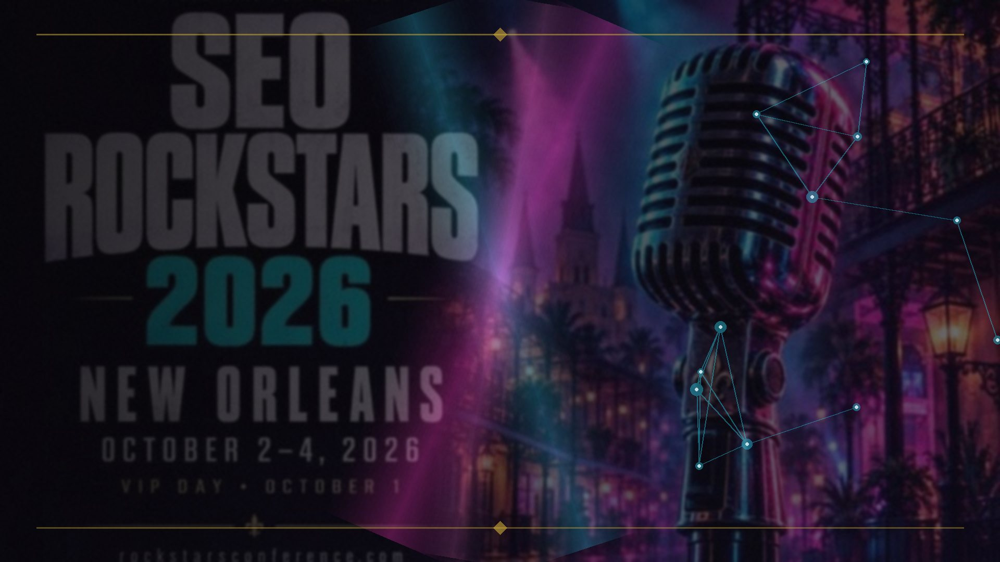 SEO
ROCKSTARS
2026
NEW ORLEANS
OCTOBER 2–4, 2026
VIP DAY • OCTOBER 1
rockstarsconference.com